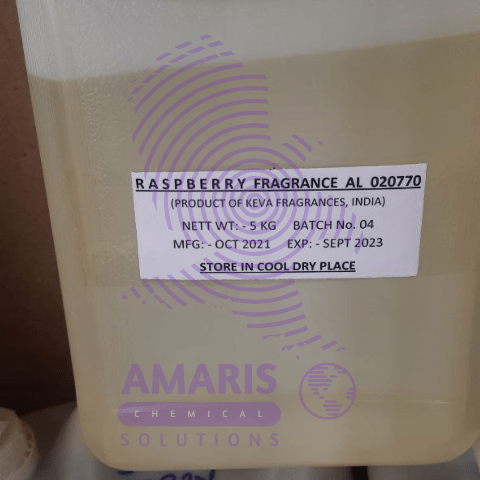 RASPBERRY FRAGRANCE AL 020770
(PRODUCT OF KEVA FRAGRANCES, INDIA)
NETT WT: - 5 KG BATCH No. 04
MFG: - OCT 2021 EXP: - SEPT 2023
STORE IN COOL DRY PLACE
AMARIS
CHEMICAL
SOLUTIONS